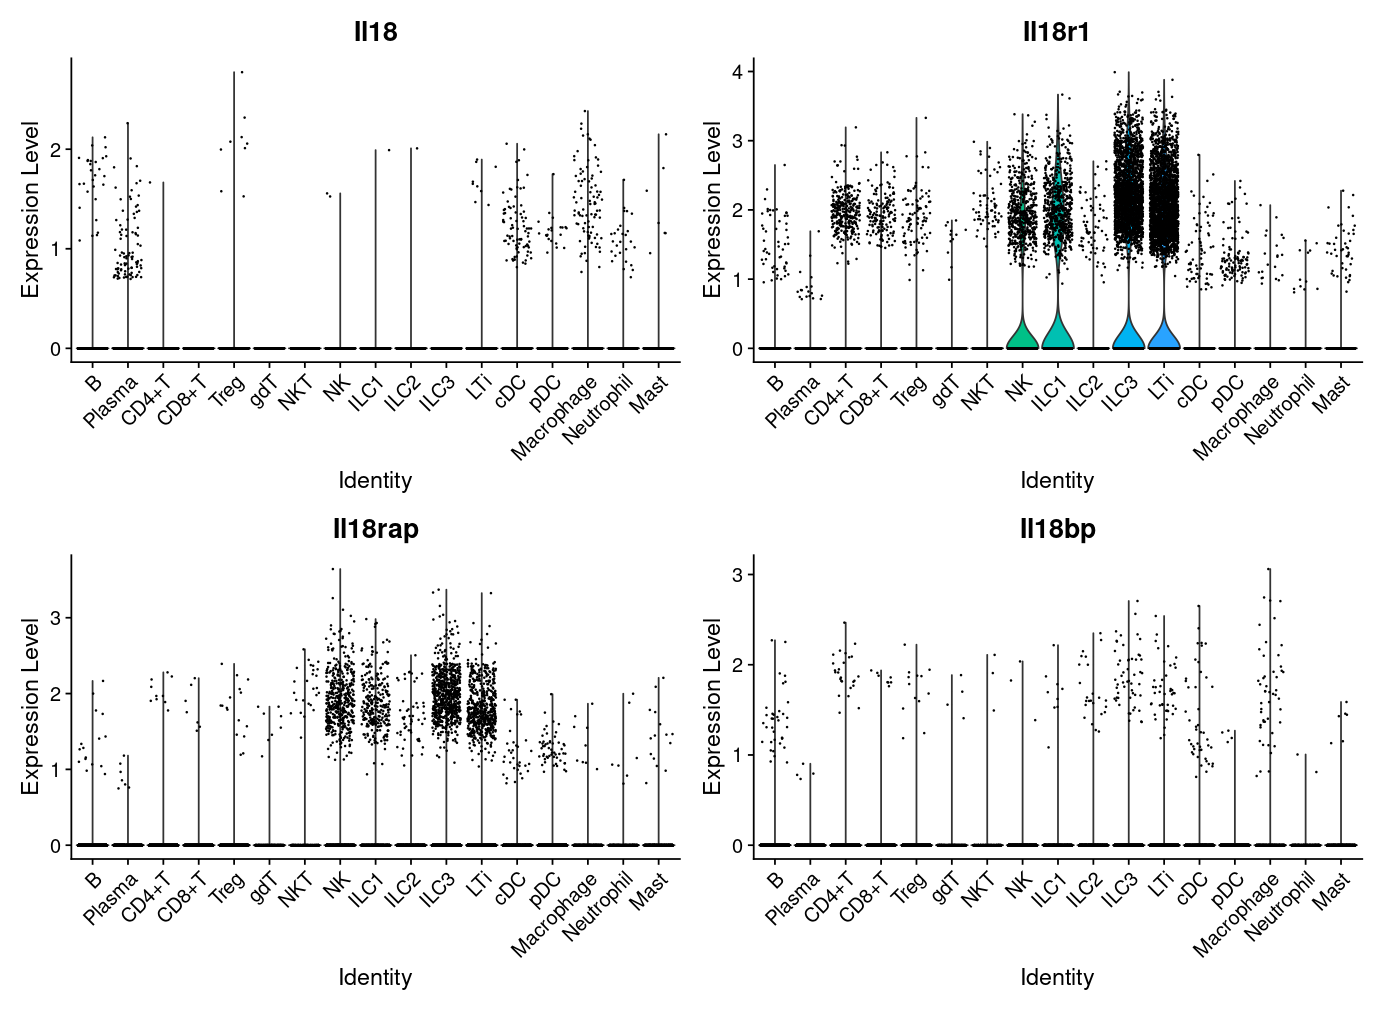 Il18
Expression Level
2
1
0
B
Plasma
CD4+T
CD8+T
Treg
gdT
NKT
NK
ILC1
ILC2
ILC3
LTi
cDC
pDC
Macrophage
Neutrophil
Mast
Identity
Il18r1
Expression Level
4
3
2
1
0
B
Plasma
CD4+T
CD8+T
Treg
gdT
NKT
NK
ILC1
ILC2
ILC3
LTi
cDC
pDC
Macrophage
Neutrophil
Mast
Identity
Il18rap
Expression Level
3
2
1
0
B
Plasma
CD4+T
CD8+T
Treg
gdT
NKT
NK
ILC1
ILC2
ILC3
LTi
cDC
pDC
Macrophage
Neutrophil
Mast
Identity
Il18bp
Expression Level
3
2
1
0
B
Plasma
CD4+T
CD8+T
Treg
gdT
NKT
NK
ILC1
ILC2
ILC3
LTi
cDC
pDC
Macrophage
Neutrophil
Mast
Identity